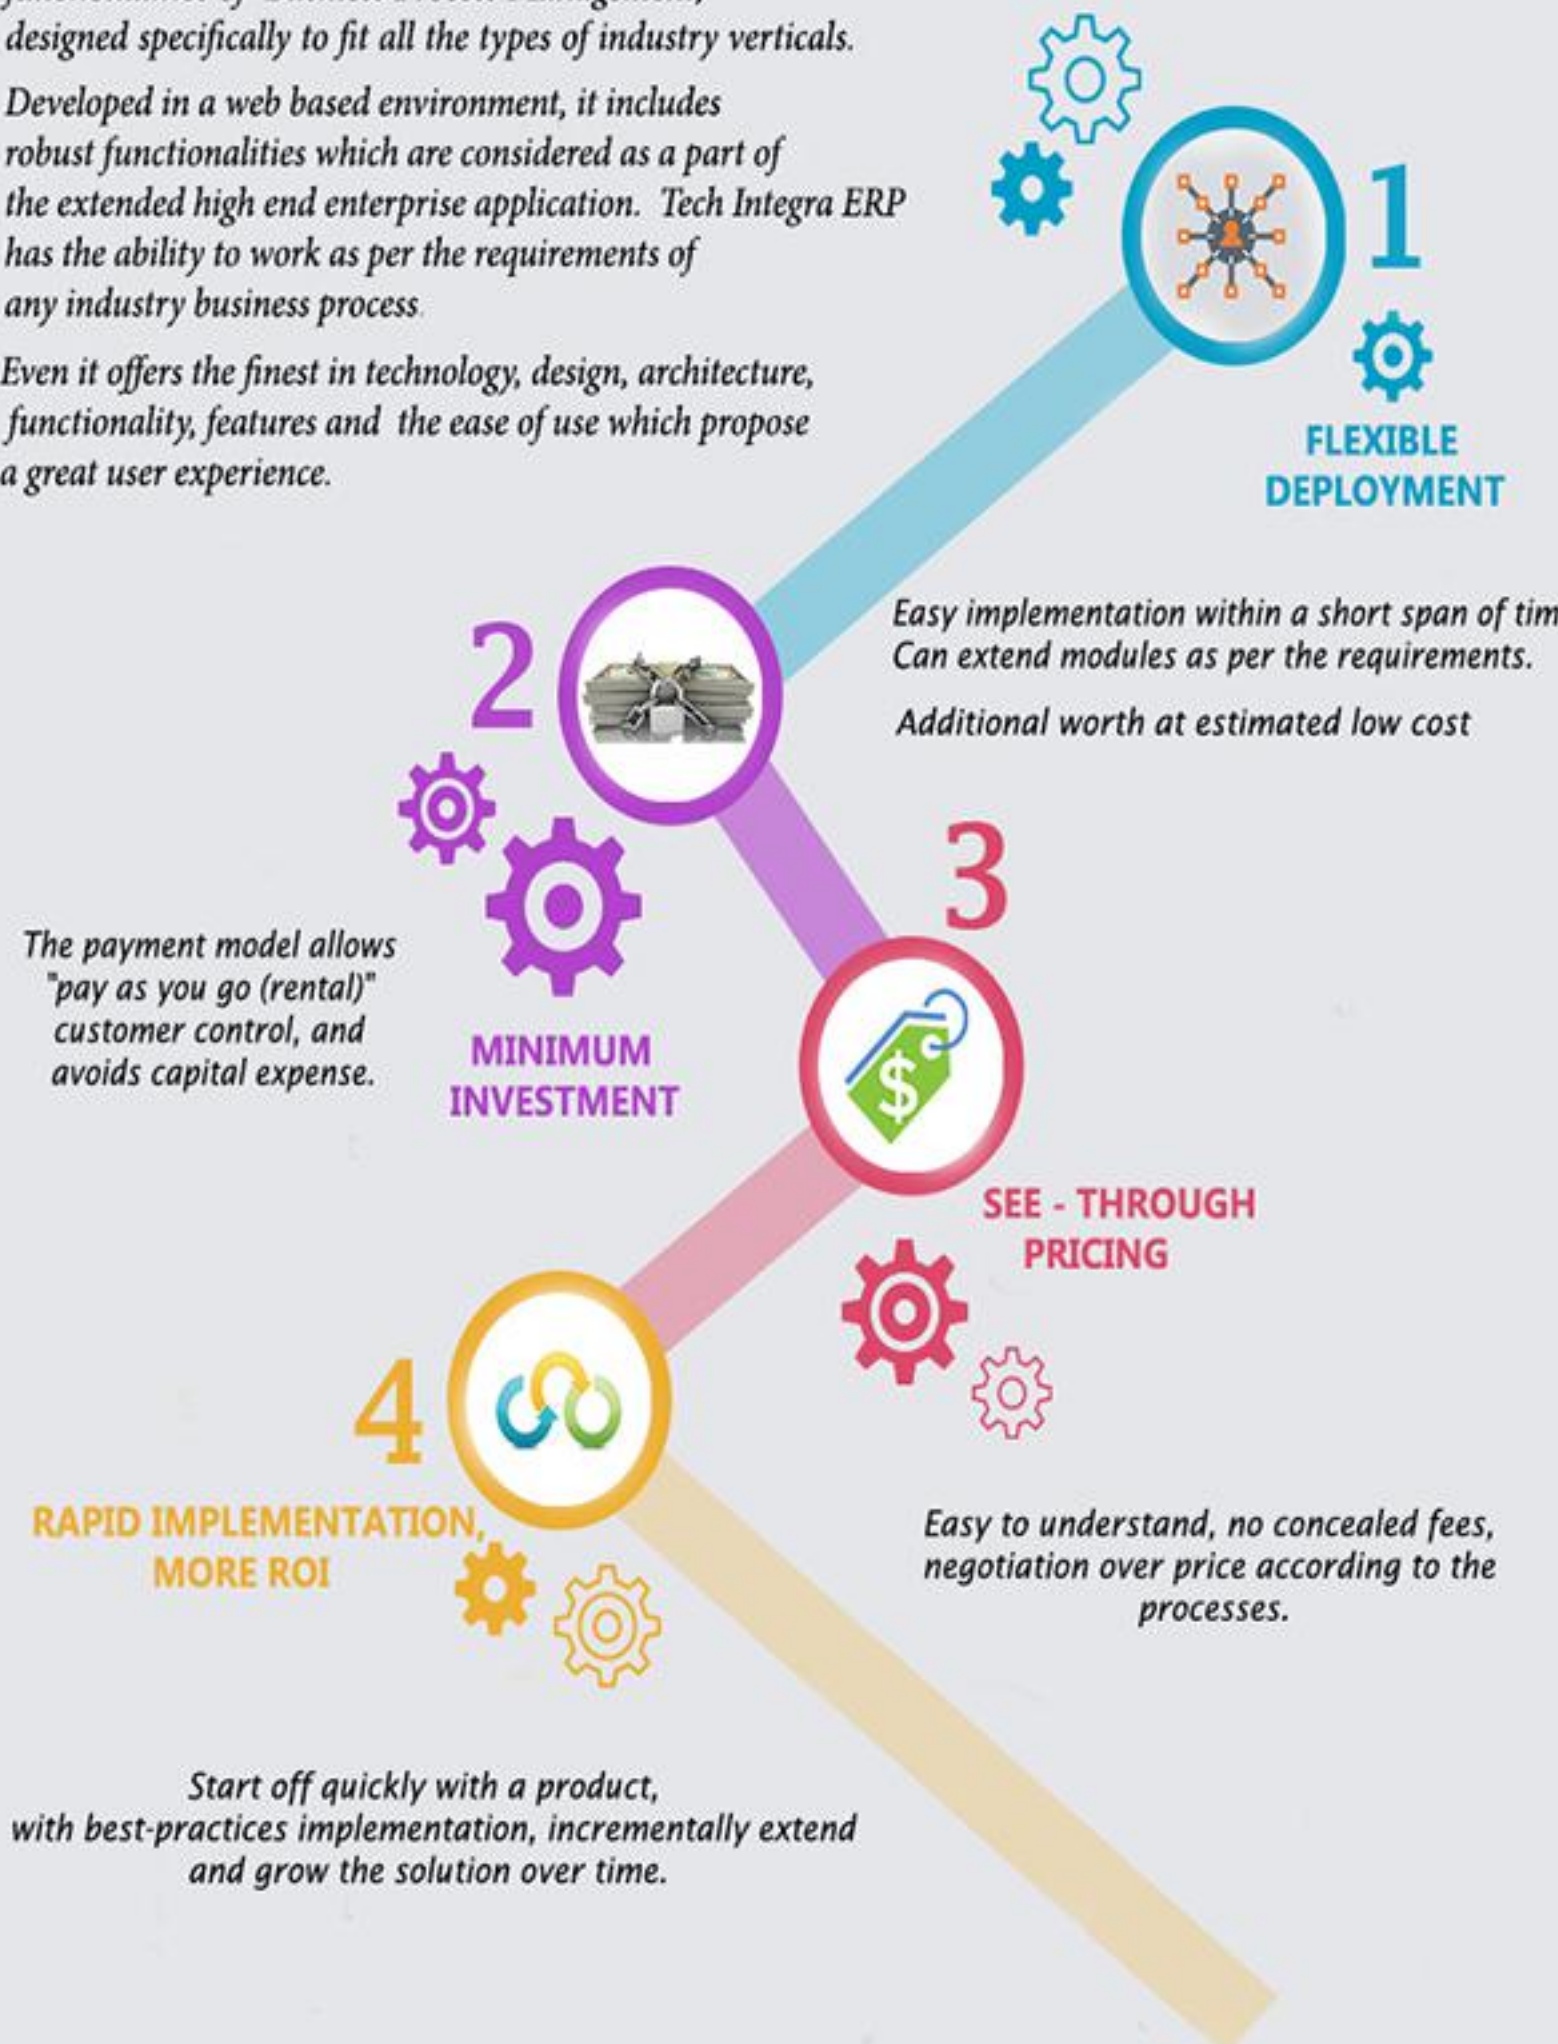 designed specifically to fit all the types of industry verticals.
Developed in a web based environment, it includes
robust functionalities which are considered as a part of
the extended high end enterprise application. Tech Integra ERP
has the ability to work as per the requirements of
any industry business process.
Even it offers the finest in technology, design, architecture,
functionality, features and the ease of use which propose
a great user experience.
1
FLEXIBLE
DEPLOYMENT
Easy implementation within a short span of tim
Can extend modules as per the requirements.
Additional worth at estimated low cost
2
MINIMUM
INVESTMENT
The payment model allows
"pay as you go (rental)"
customer control, and
avoids capital expense.
3
SEE - THROUGH
PRICING
Easy to understand, no concealed fees,
negotiation over price according to the
processes.
4
RAPID IMPLEMENTATION,
MORE ROI
Start off quickly with a product,
with best-practices implementation, incrementally extend
and grow the solution over time.